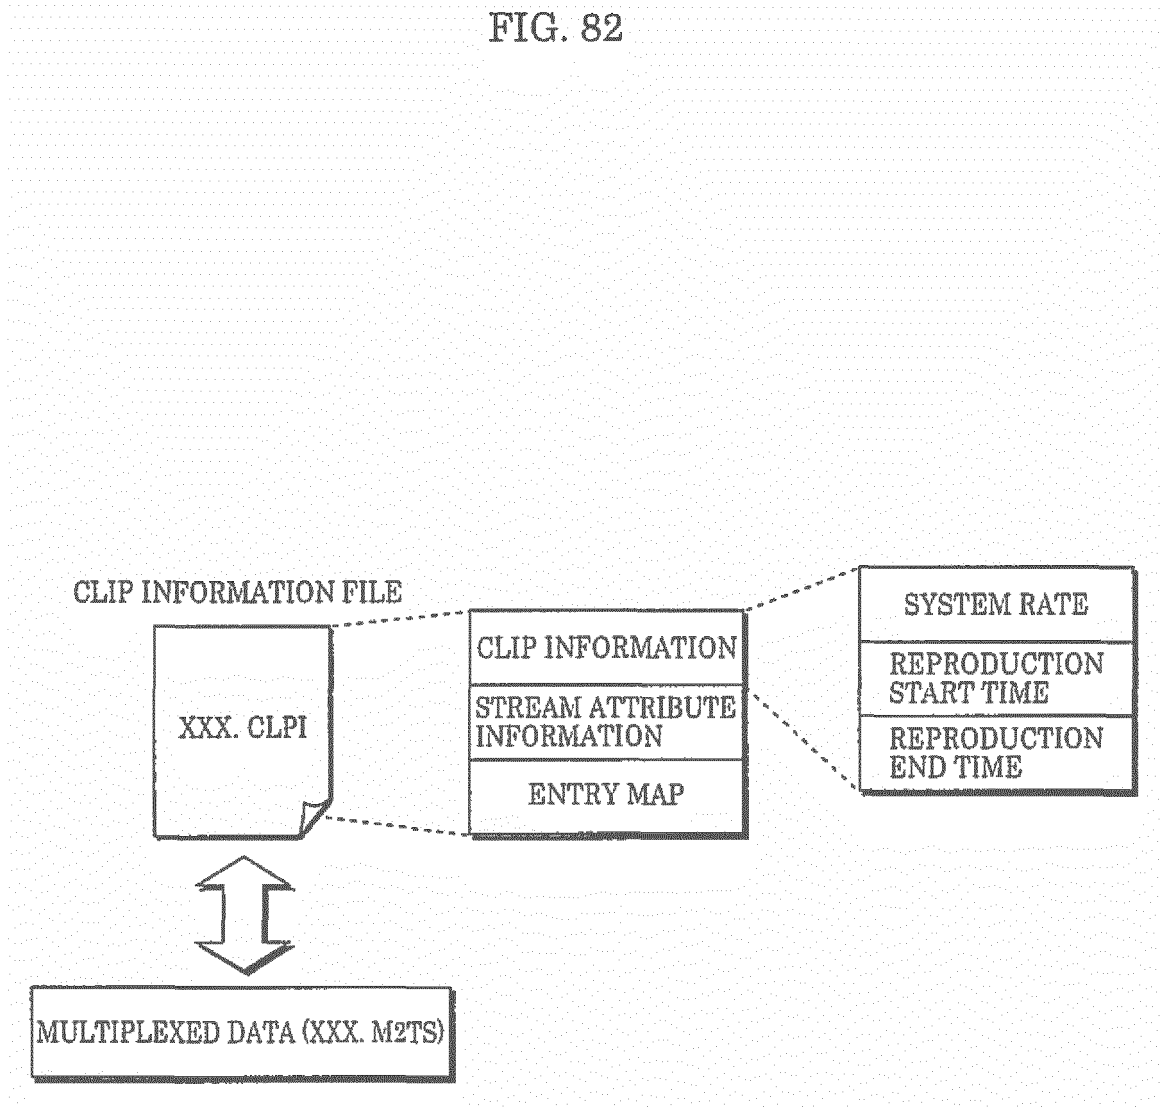 FIG. 82
CLIP INFORMATION FILE
XXX. CLPI
CLIP INFORMATION
STREAM ATTRIBUTE
INFORMATION
ENTRY MAP
SYSTEM RATE
REPRODUCTION
START TIME
REPRODUCTION
END TIME
MULTIPLEXED DATA (XXX. M2TS)